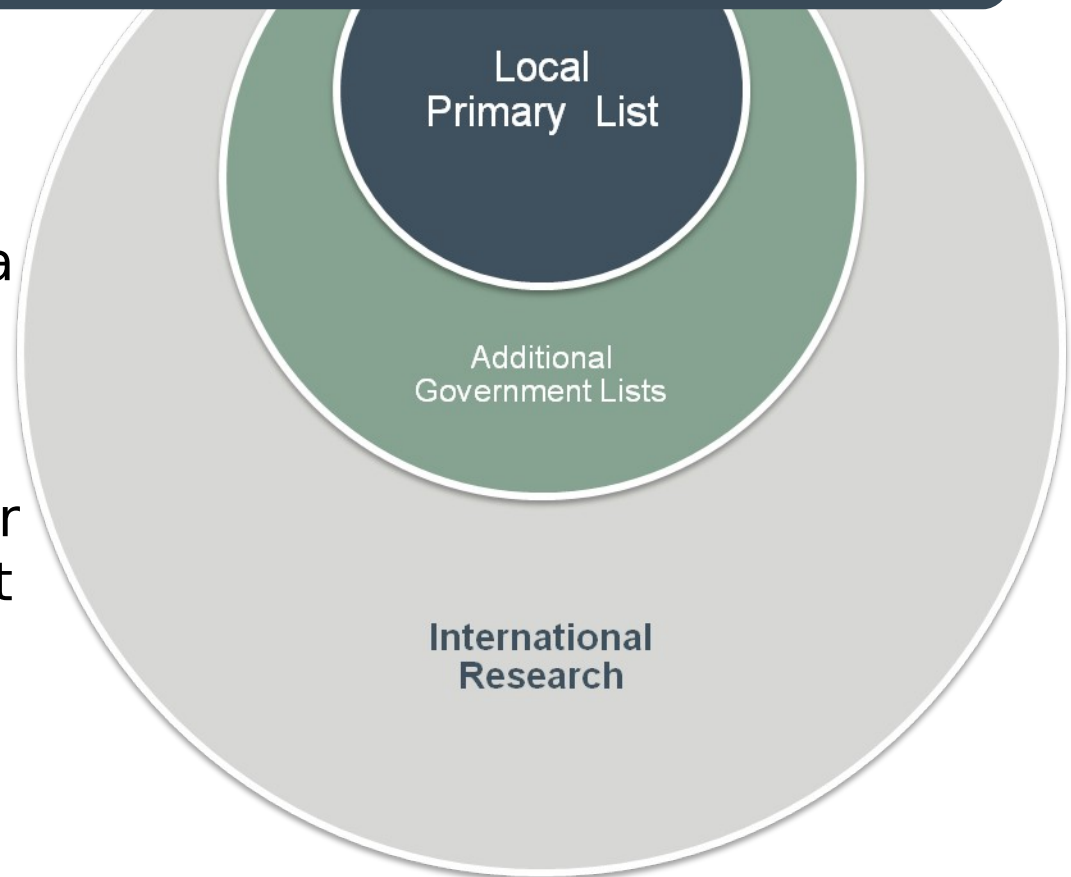 Local
Primary List
a
Additional
Government Lists
r
t
International
Research